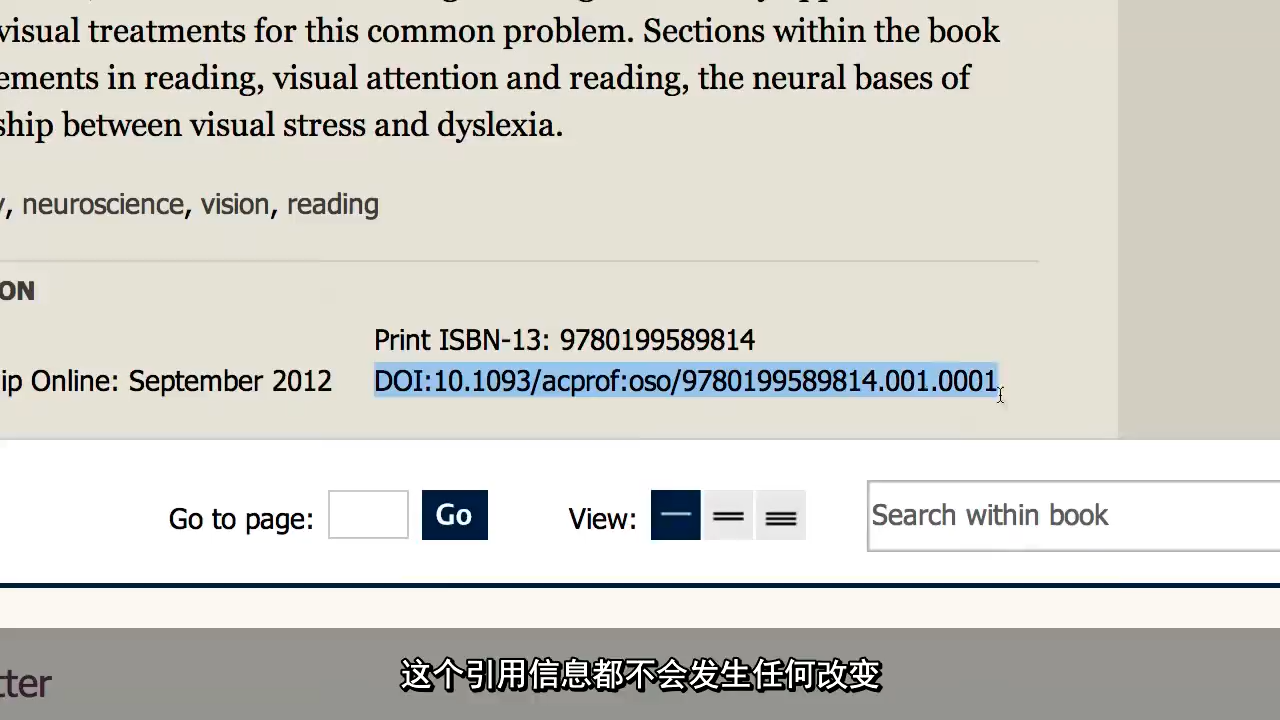 visual treatments for this common problem. Sections within the book
ements in reading, visual attention and reading, the neural bases of
ship between visual stress and dyslexia.
y, neuroscience, vision, reading
ON
Print ISBN-13: 9780199589814
ip Online: September 2012 DOI:10.1093/acprof:oso/9780199589814.001.0001
Go to page: Go View: Search within book
tter
这个引用信息都不会发生任何改变